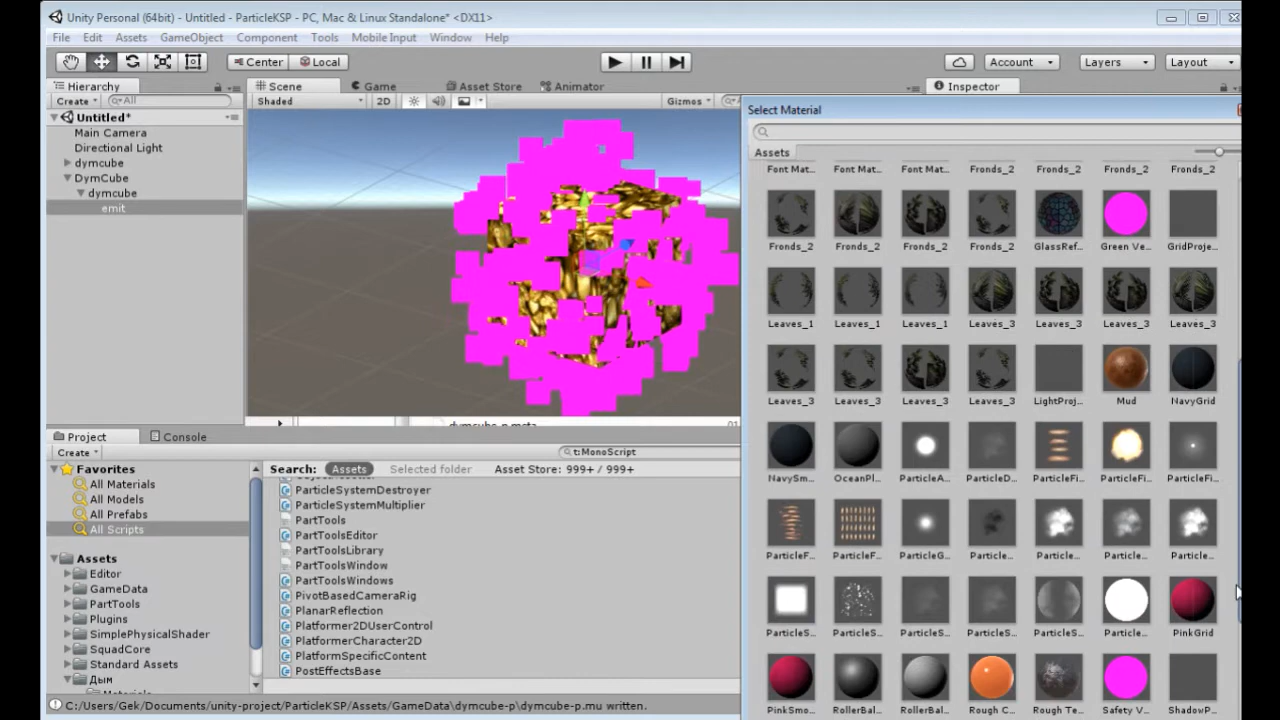 Unity Personal (64bit) - Untitled - ParticleKSP - PC, Mac & Linux Standalone* <DX11>
File Edit Assets GameObject Component Tools Mobile Input Window Help
Center Local Account Layers Layout
Hierarchy Scene Game Asset Store Animator Inspector
Create All Shaded 2D Gizmos
Select Material
Untitled*
Main Camera
Directional Light
dymcube
DymCube
dymcube
emit
Assets
Font Mat... Font Mat... Font Mat... Fronds_2 Fronds_2 Fronds_2 Fronds_2
Fronds_2 Fronds_2 Fronds_2 Fronds_2 GlassRef... Green Ve... GridProje...
Leaves_1 Leaves_1 Leaves_1 Leaves_3 Leaves_3 Leaves_3 Leaves_3
Leaves_3 Leaves_3 Leaves_3 Leaves_3 LightProj... Mud NavyGrid
NavySm... OceanPl... ParticleA... ParticleD... ParticleFi... ParticleFi... ParticleFi...
ParticleF... ParticleF... ParticleG... Particle... Particle... Particle... Particle...
ParticleS... ParticleS... ParticleS... ParticleS... ParticleS... Particle... PinkGrid
PinkSmo... RollerBal... RollerBal... Rough C... Rough Te... Safety V... ShadowP...
dymcube-p.meta
Project Console
Create t:MonoScript
Favorites
All Materials
All Models
All Prefabs
All Scripts
Assets
Editor
GameData
PartTools
Plugins
SimplePhysicalShader
SquadCore
Standard Assets
Дым
Search: Assets Selected folder Asset Store: 999+ / 999+
ParticleSystemDestroyer
ParticleSystemMultiplier
PartTools
PartToolsEditor
PartToolsLibrary
PartToolsWindow
PartToolsWindows
PivotBasedCameraRig
PlanarReflection
Platformer2DUserControl
PlatformerCharacter2D
PlatformSpecificContent
PostEffectsBase
C:/Users/Gek/Documents/unity-project/ParticleKSP/Assets/GameData\dymcube-p\dymcube-p.mu written.